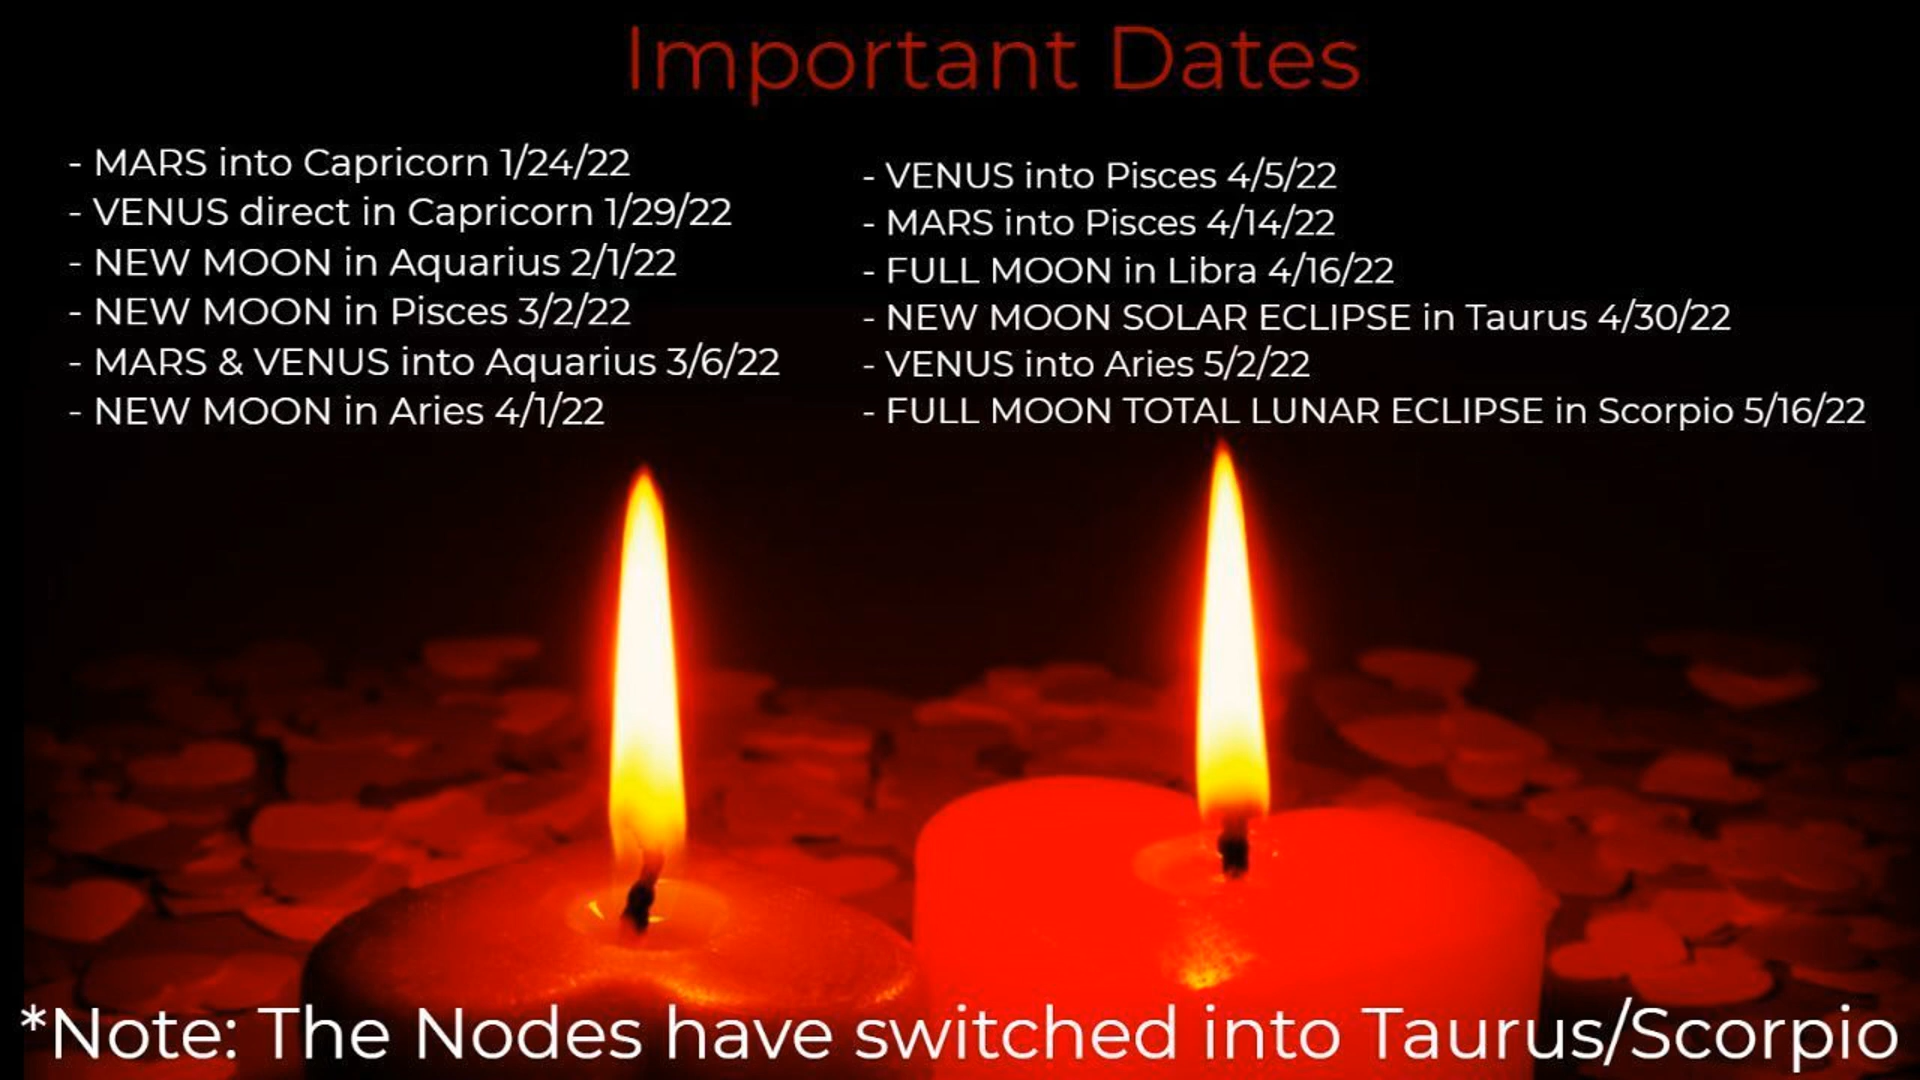 Important Dates
- MARS into Capricorn 1/24/22
- VENUS direct in Capricorn 1/29/22
- NEW MOON in Aquarius 2/1/22
- NEW MOON in Pisces 3/2/22
- MARS & VENUS into Aquarius 3/6/22
- NEW MOON in Aries 4/1/22
- VENUS into Pisces 4/5/22
- MARS into Pisces 4/14/22
- FULL MOON in Libra 4/16/22
- NEW MOON SOLAR ECLIPSE in Taurus 4/30/22
- VENUS into Aries 5/2/22
- FULL MOON TOTAL LUNAR ECLIPSE in Scorpio 5/16/22
*Note: The Nodes have switched into Taurus/Scorpio